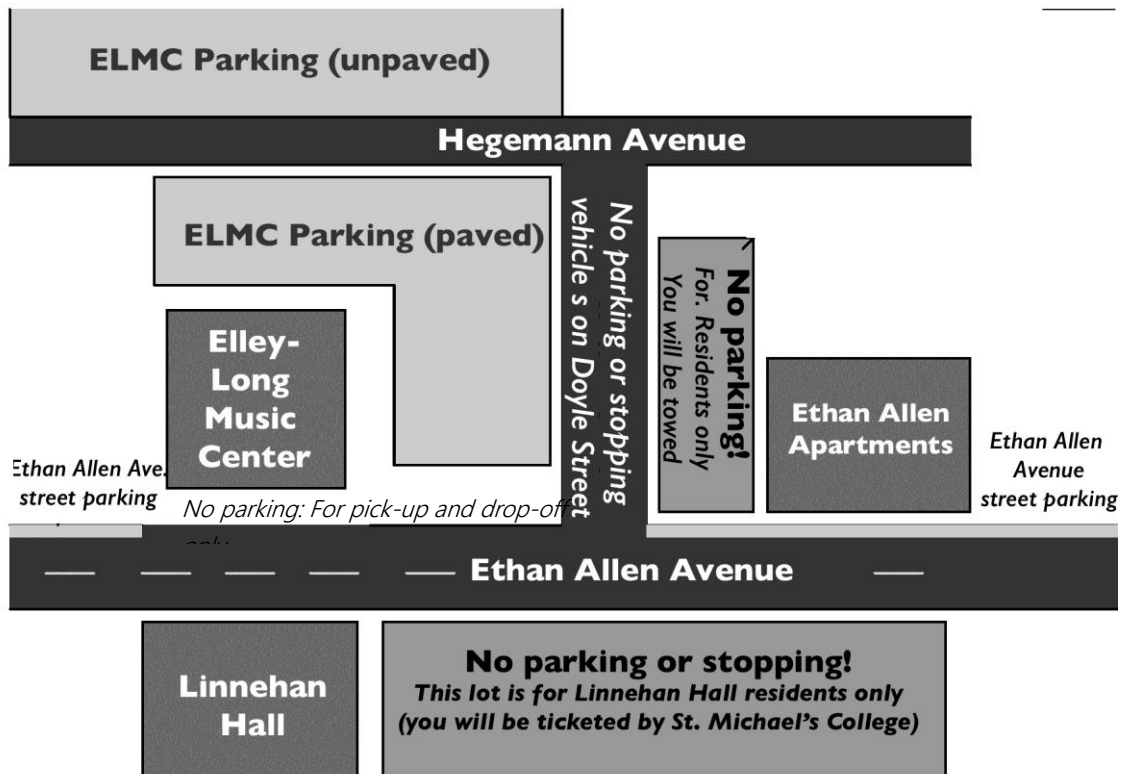 ELMC Parking (unpaved)
Hegemann Avenue
ELMC Parking (paved)
No parking or stopping
vehicle s on Doyle Street
No parking!
For. Residents only
You will be towed
Elley-
Long
Music
Center
Ethan Allen
Apartments
Ethan Allen Ave.
street parking
Ethan Allen
Avenue
street parking
No parking: For pick-up and drop-off
only
Ethan Allen Avenue
Linnehan
Hall
No parking or stopping!
This lot is for Linnehan Hall residents only
(you will be ticketed by St. Michael's College)